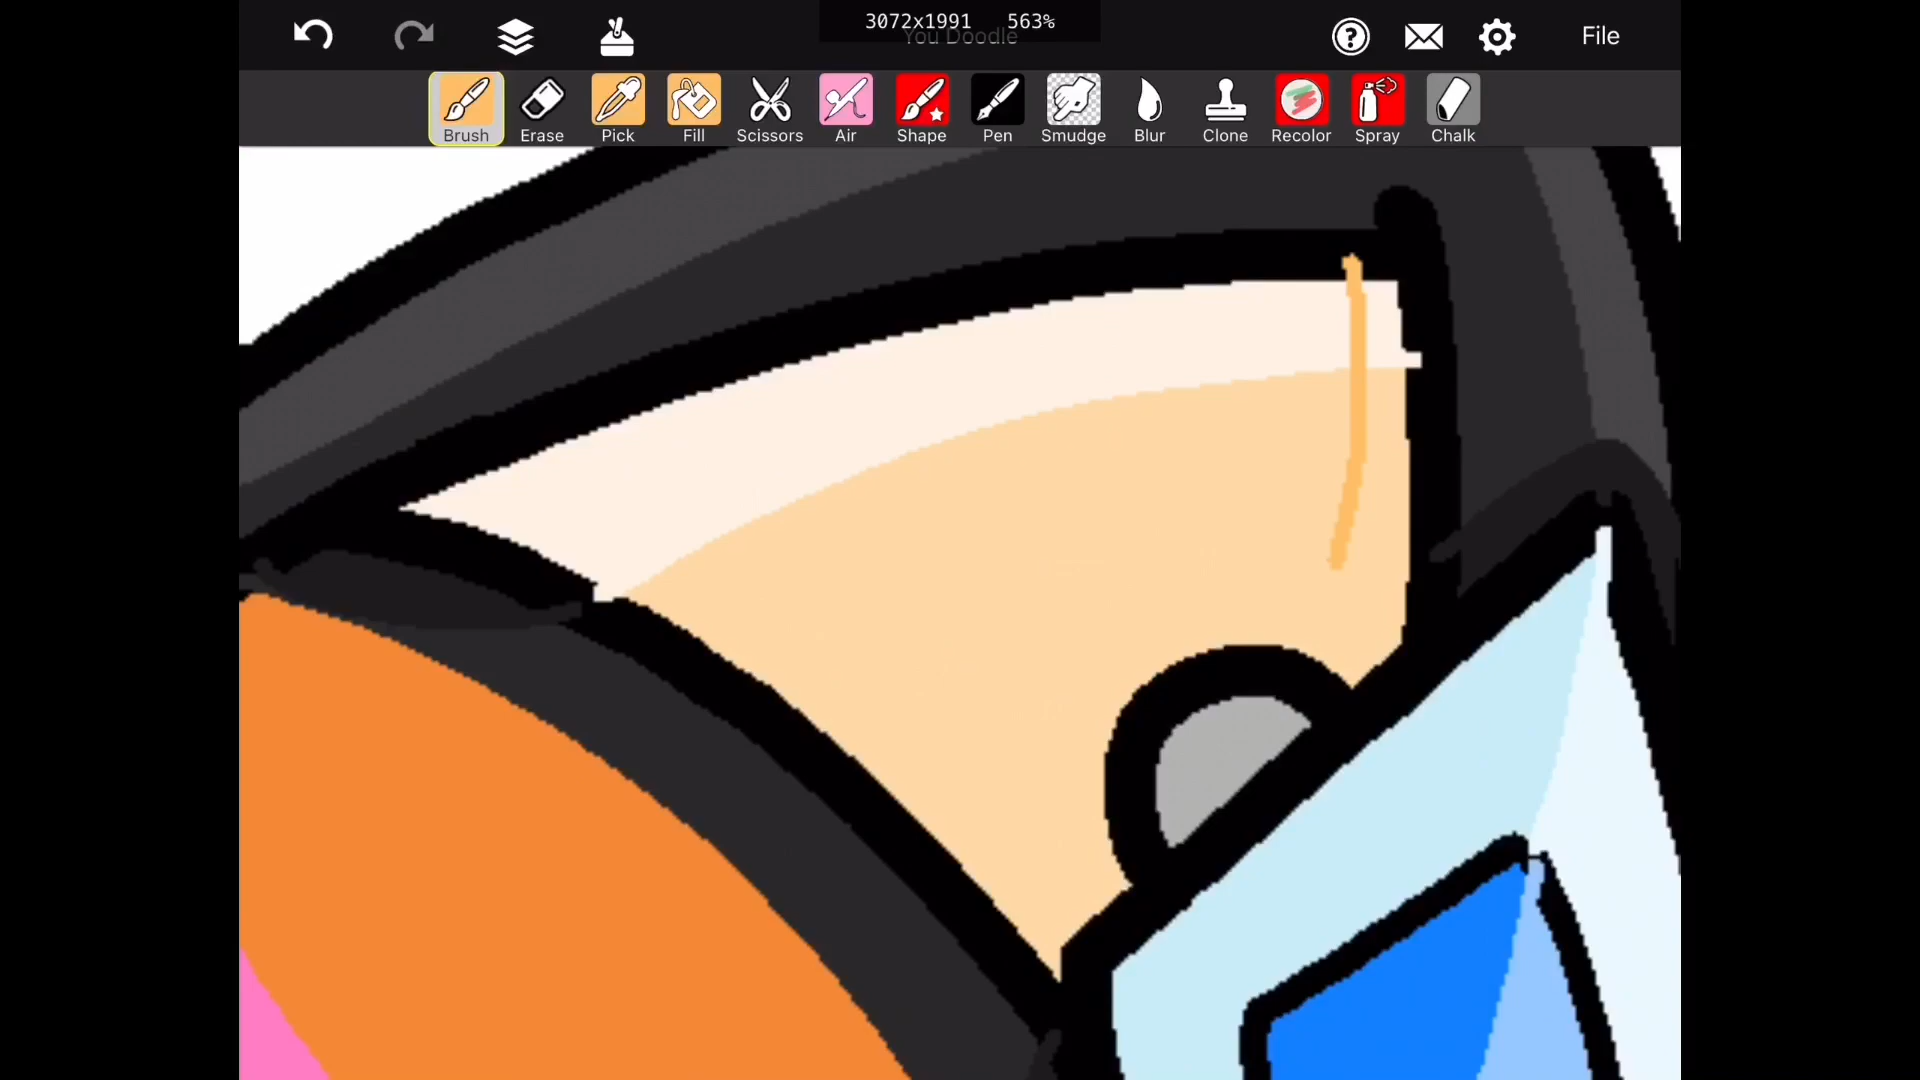 3072x1991 563%
You Doodle
File
Brush
Erase
Pick
Fill
Scissors
Air
Shape
Pen
Smudge
Blur
Clone
Recolor
Spray
Chalk